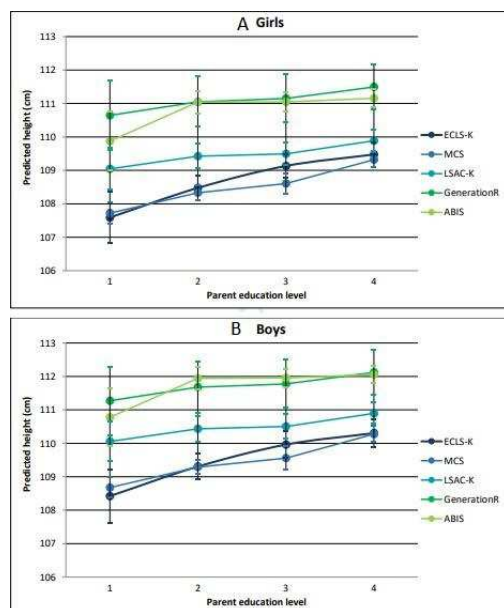 A Girls
113
112
111
110
109
108
107
106
Predicted height (cm)
1 2 3 4
Parent education level
ECLS-K
MCS
LSAC-K
GenerationR
ABIS
B Boys
113
112
111
110
109
108
107
106
Predicted height (cm)
1 2 3 4
Parent education level
ECLS-K
MCS
LSAC-K
GenerationR
ABIS